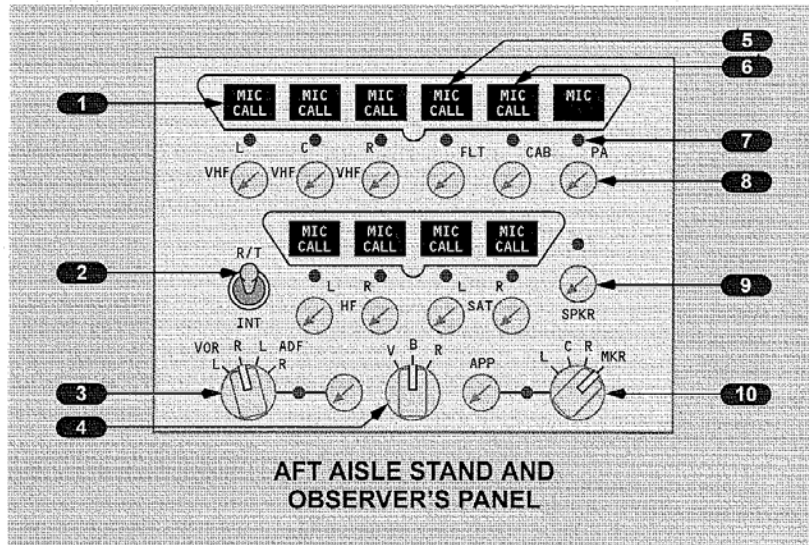 5
6
MIC CALL MIC CALL MIC CALL MIC CALL MIC CALL MIC
1
7
L C R FLT CAB PA
VHF VHF VHF
8
MIC CALL MIC CALL MIC CALL MIC CALL
R/T
2
L R L R
9
HF SAT SPKR
INT
VOR L R L R ADF
V B R
APP
L C R MKR
3
10
4
AFT AISLE STAND AND
OBSERVER'S PANEL